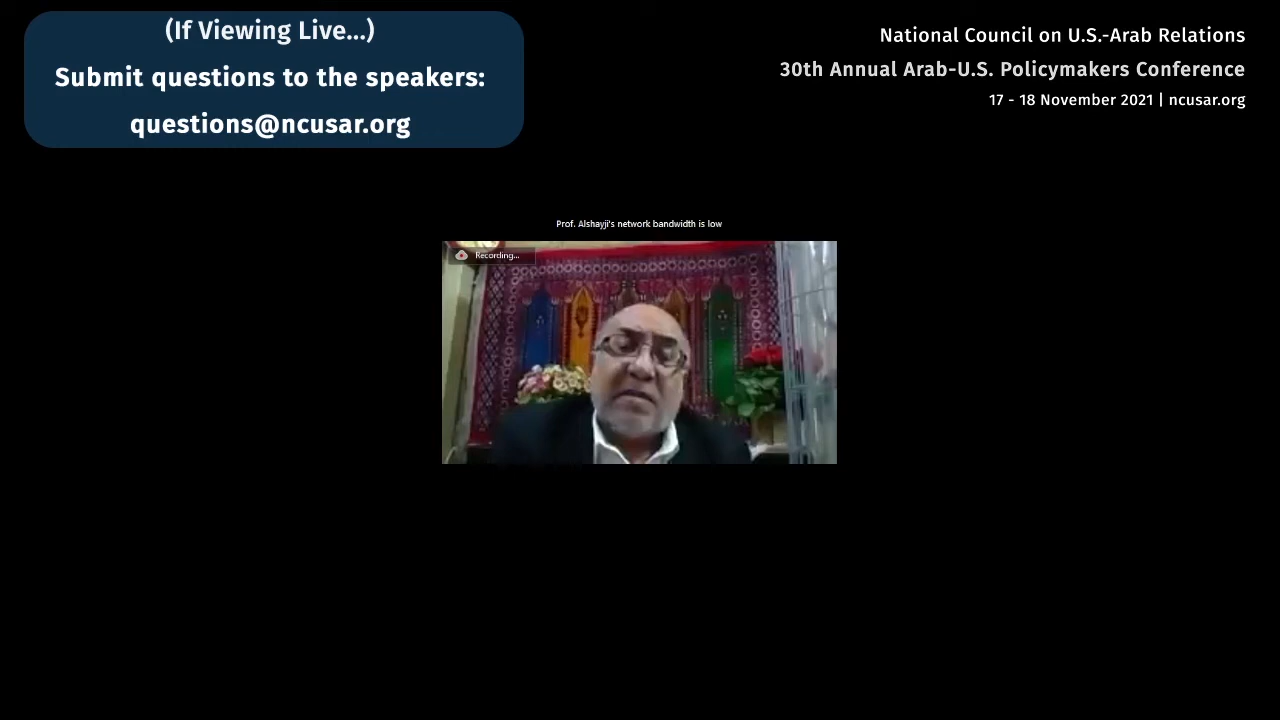 (If Viewing Live...)
Submit questions to the speakers:
questions@ncusar.org
National Council on U.S.-Arab Relations
30th Annual Arab-U.S. Policymakers Conference
17 - 18 November 2021 | ncusar.org
Prof. Alshayji's network bandwidth is low
Recording...